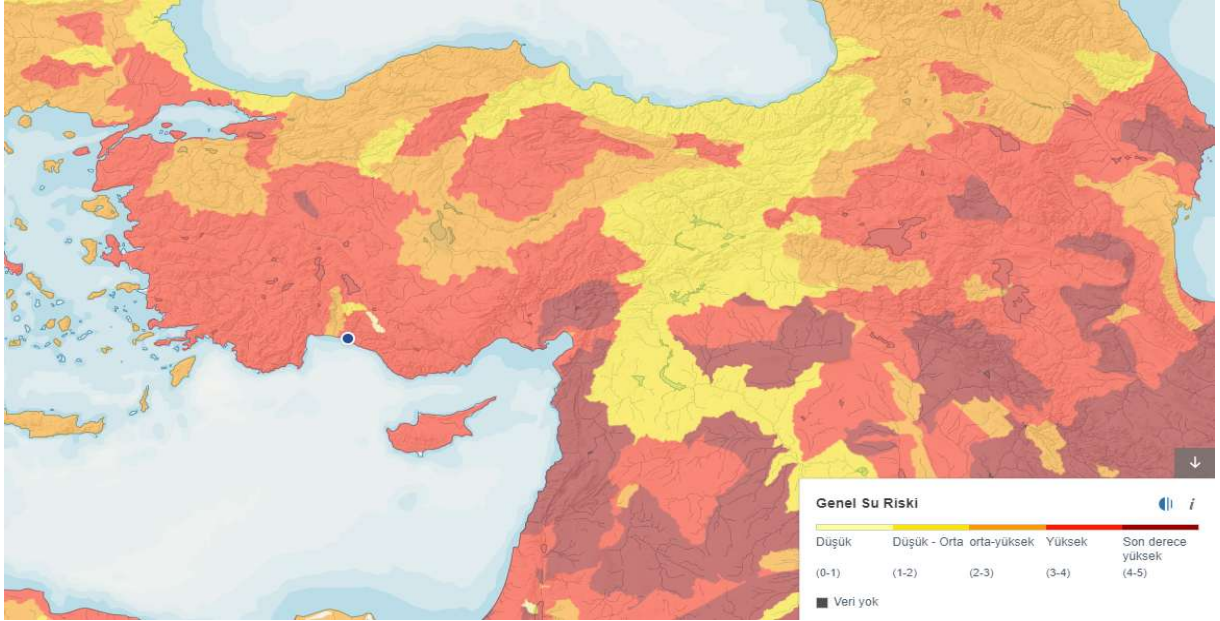 Genel Su Riski
i
Düşük Düşük - Orta orta-yüksek Yüksek Son derece
yüksek
(0-1) (1-2) (2-3) (3-4) (4-5)
Veri yok